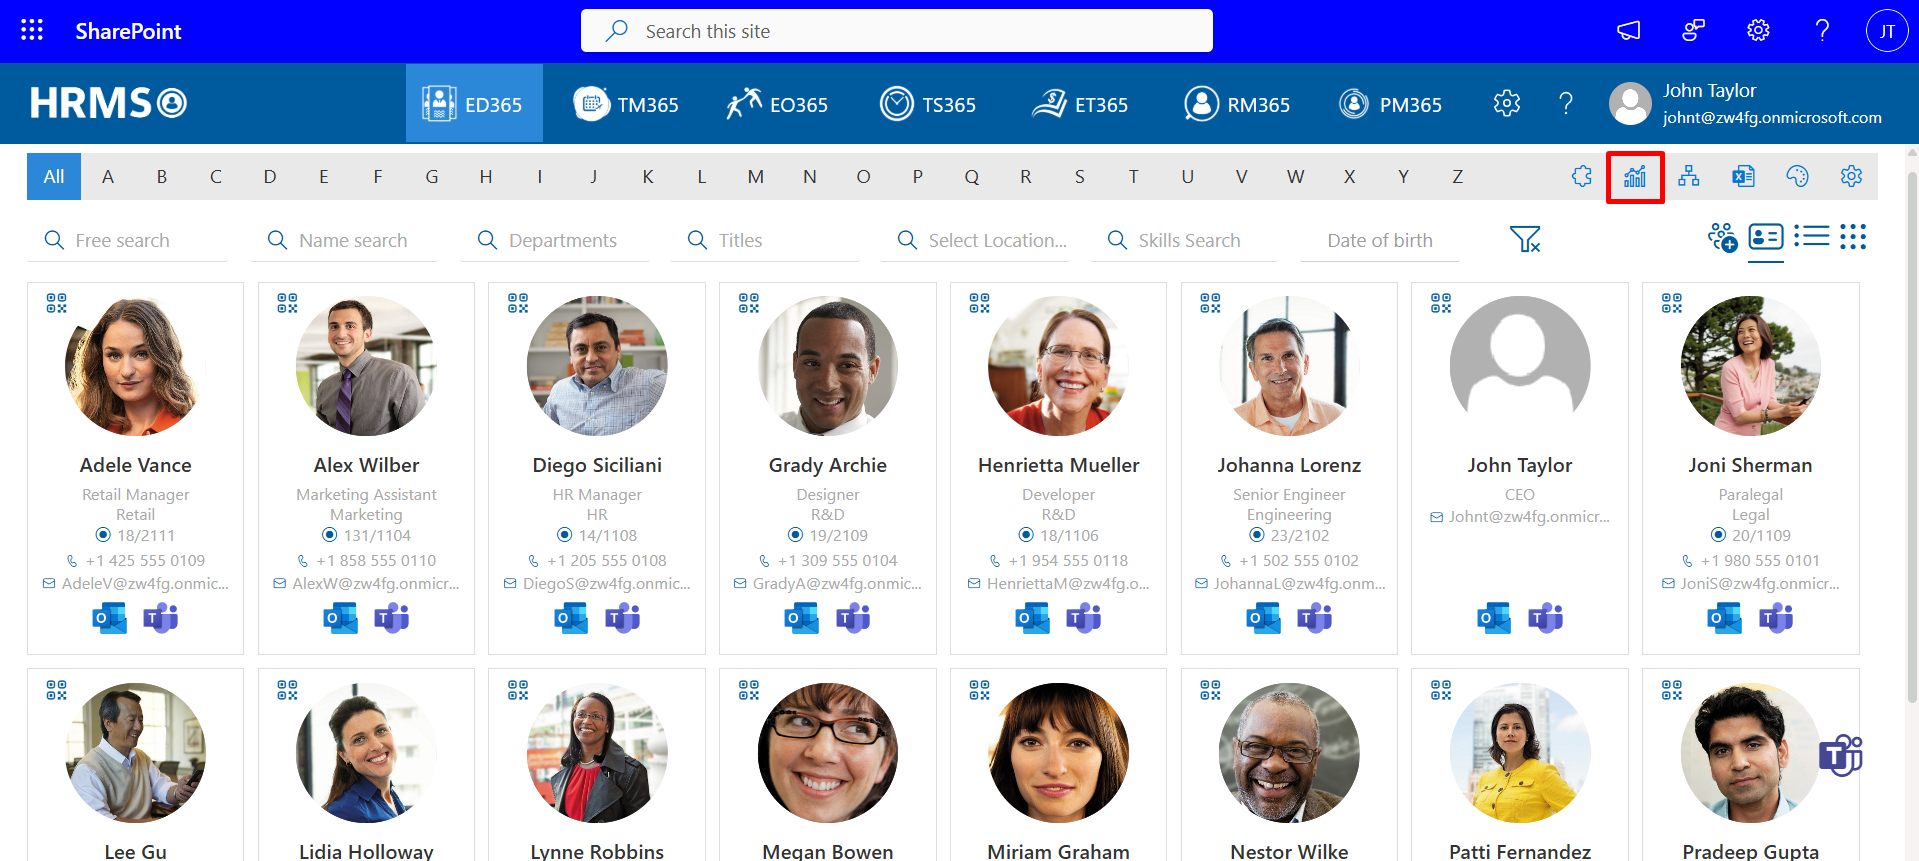 SharePoint
Search this site
JT
HRMS
ED365
TM365
EO365
TS365
ET365
RM365
PM365
John Taylor
johnt@zw4fg.onmicrosoft.com
All A B C D E F G H I J K L M N O P Q R S T U V W X Y Z
Free search
Name search
Departments
Titles
Select Location...
Skills Search
Date of birth
Adele Vance
Retail Manager
Retail
18/2111
+1 425 555 0109
AdeleV@zw4fg.onmic...
Alex Wilber
Marketing Assistant
Marketing
131/1104
+1 858 555 0110
AlexW@zw4fg.onmicr...
Diego Siciliani
HR Manager
HR
14/1108
+1 205 555 0108
DiegoS@zw4fg.onmicr...
Grady Archie
Designer
R&D
19/2109
+1 309 555 0104
GradyA@zw4fg.onmic...
Henrietta Mueller
Developer
R&D
18/1106
+1 954 555 0118
HenriettaM@zw4fg.o...
Johanna Lorenz
Senior Engineer
Engineering
23/2102
+1 502 555 0102
JohannaL@zw4fg.onm...
John Taylor
CEO
Johnt@zw4fg.onmicr...
Joni Sherman
Paralegal
Legal
20/1109
+1 980 555 0101
JoniS@zw4fg.onmicr...
Lee Gu
Lidia Holloway
Lynne Robbins
Megan Bowen
Miriam Graham
Nestor Wilke
Patti Fernandez
Pradeep Gupta